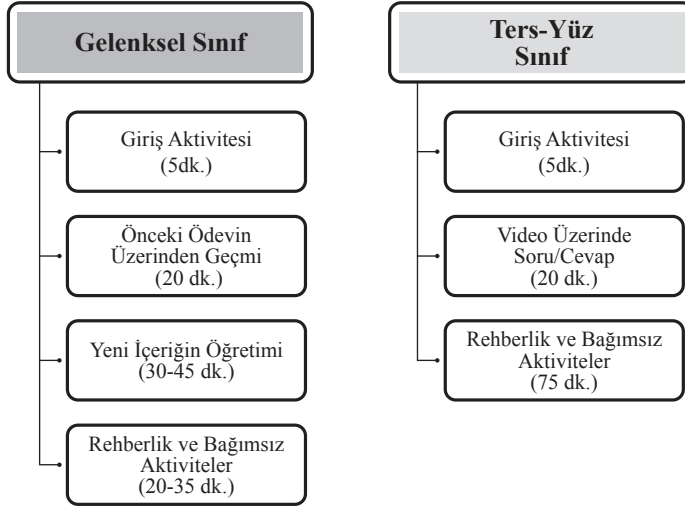 Gelenksel Sınıf
Giriş Aktivitesi
(5dk.)
Önceki Ödevin
Üzerinden Geçmi
(20 dk.)
Yeni İçeriğin Öğretimi
(30-45 dk.)
Rehberlik ve Bağımsız
Aktiviteler
(20-35 dk.)
Ters-Yüz
Sınıf
Giriş Aktivitesi
(5dk.)
Video Üzerinde
Soru/Cevap
(20 dk.)
Rehberlik ve Bağımsız
Aktiviteler
(75 dk.)